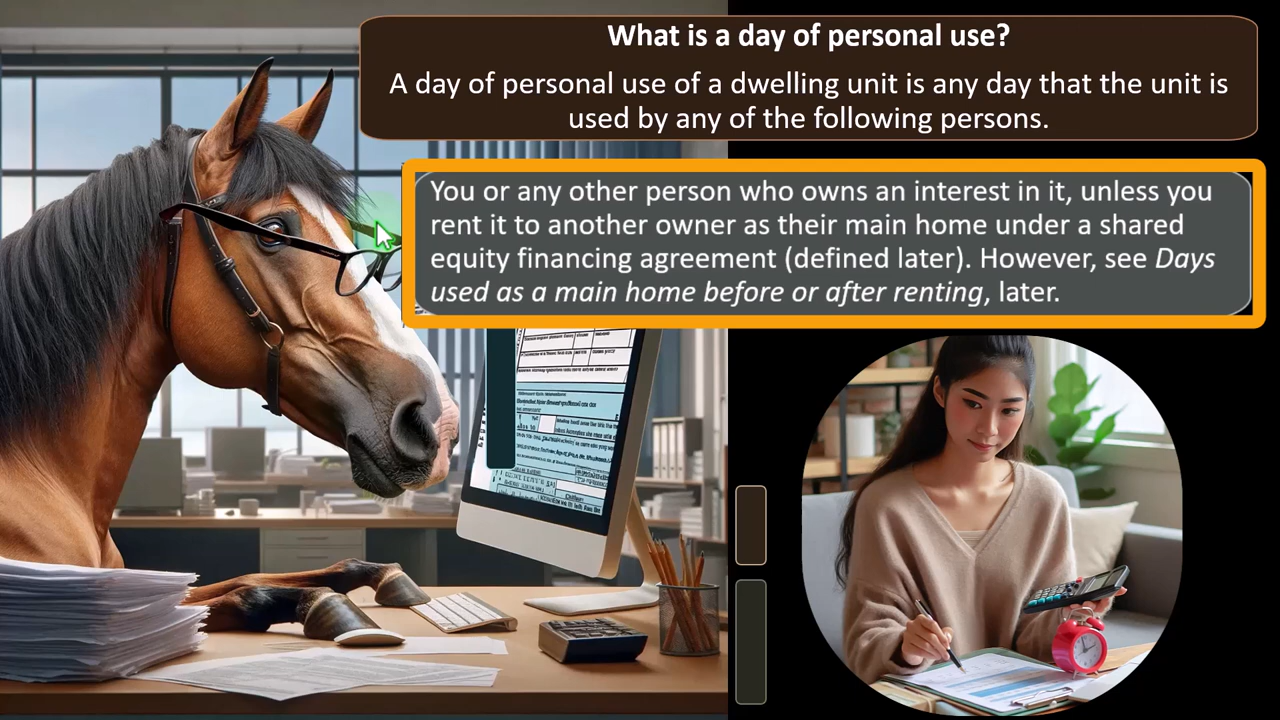 What is a day of personal use?
A day of personal use of a dwelling unit is any day that the unit is
used by any of the following persons.
You or any other person who owns an interest in it, unless you
rent it to another owner as their main home under a shared
equity financing agreement (defined later). However, see Days
used as a main home before or after renting, later.